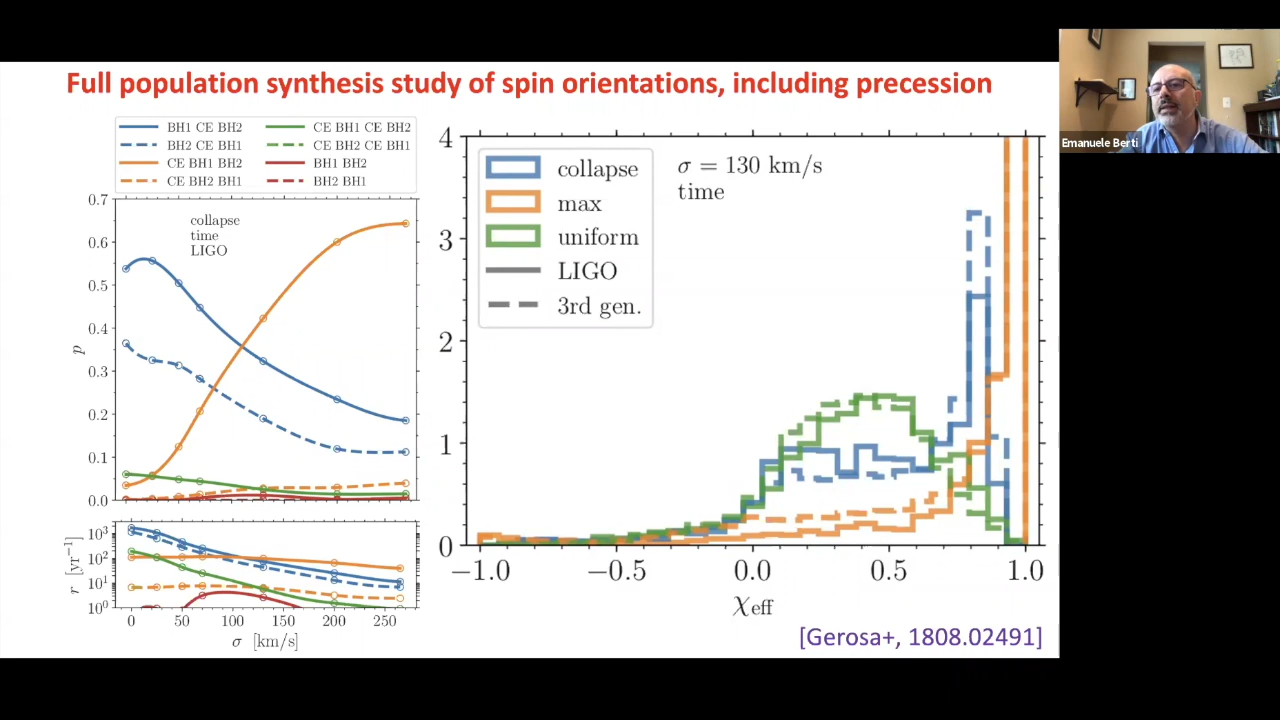 Full population synthesis study of spin orientations, including precession
Emanuele Berti
BH1 CE BH2
BH2 CE BH1
CE BH1 BH2
CE BH2 BH1
CE BH1 CE BH2
CE BH2 CE BH1
BH1 BH2
BH2 BH1
collapse
time
LIGO
0.7
0.6
0.5
0.4
0.3
0.2
0.1
0.0
p
10³
10²
10¹
10⁰
r [yr⁻¹]
0 50 100 150 200 250
σ [km/s]
collapse
max
uniform
LIGO
3rd gen.
σ = 130 km/s
time
4
3
2
1
0
−1.0 −0.5 0.0 0.5 1.0
χeff
[Gerosa+, 1808.02491]